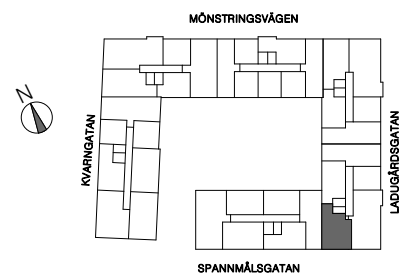 MÖNSTRINGSVÄGEN
N
KVARNGATAN
LADUGÅRDSGATAN
SPANNMÅLSGATAN